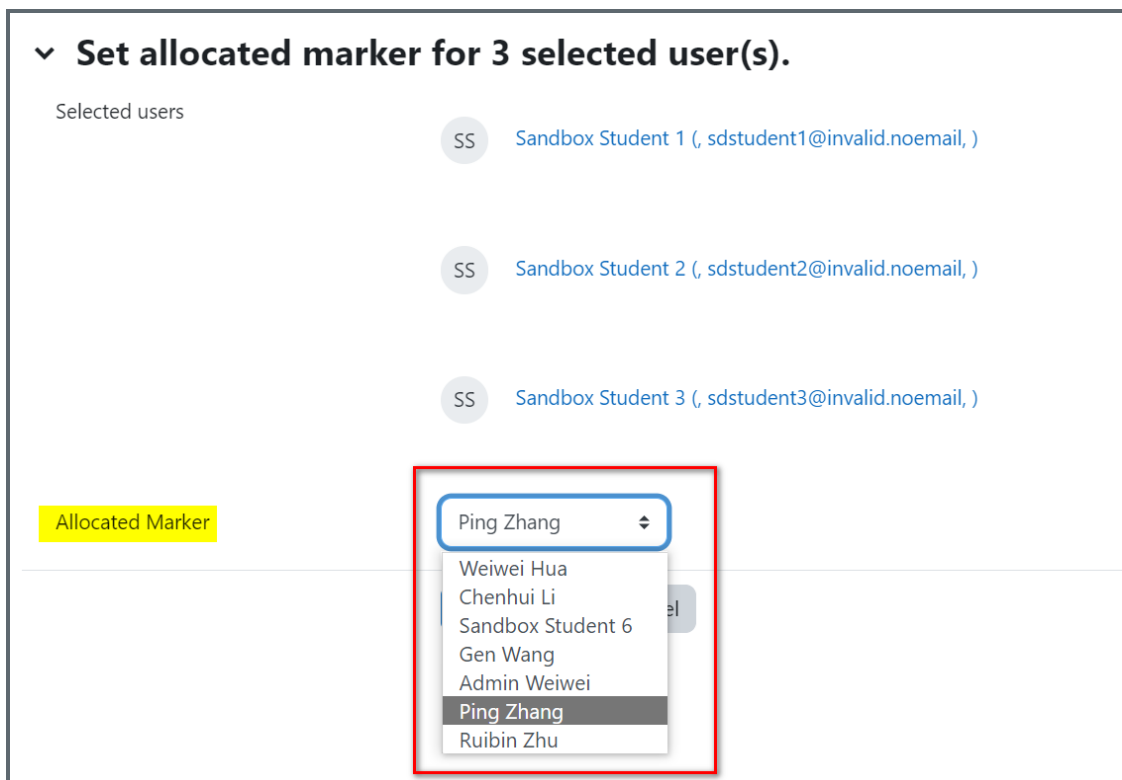 Set allocated marker for 3 selected user(s).
Selected users
SS Sandbox Student 1 (, sdstudent1@invalid.noemail, )
SS Sandbox Student 2 (, sdstudent2@invalid.noemail, )
SS Sandbox Student 3 (, sdstudent3@invalid.noemail, )
Allocated Marker Ping Zhang
Weiwei Hua
Chenhui Li
Sandbox Student 6
Gen Wang
Admin Weiwei
Ping Zhang
Ruibin Zhu